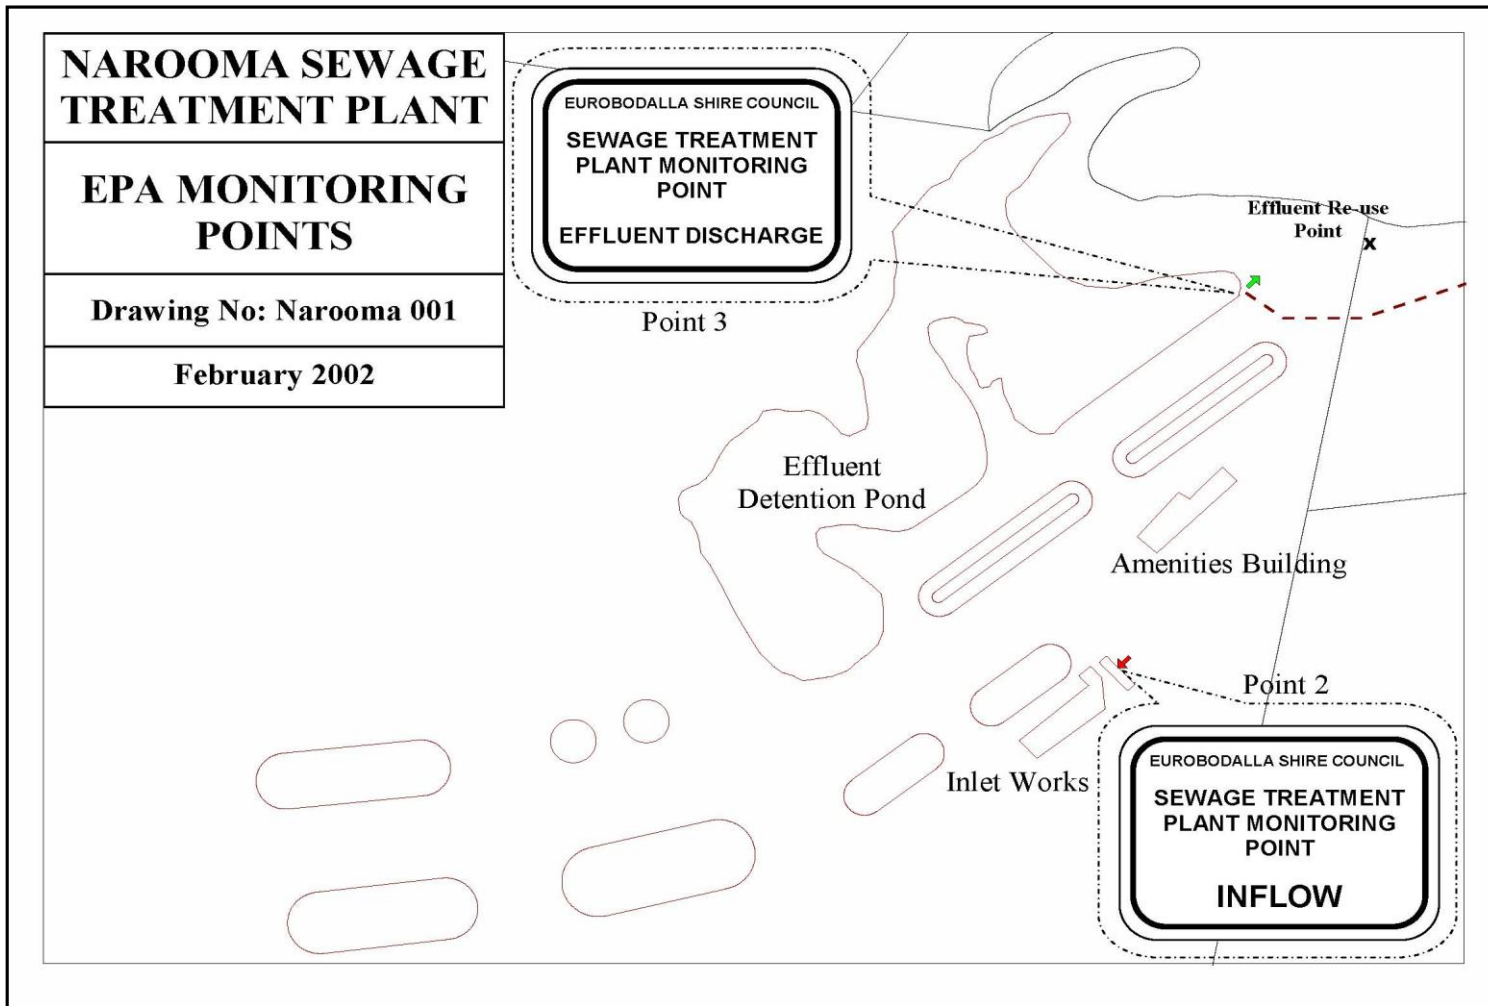 NAROOMA SEWAGE
TREATMENT PLANT
EPA MONITORING
POINTS
Drawing No: Narooma 001
February 2002
EUROBODALLA SHIRE COUNCIL
SEWAGE TREATMENT
PLANT MONITORING
POINT
EFFLUENT DISCHARGE
Point 3
Effluent Re-use
Point
x
Effluent
Detention Pond
Amenities Building
Inlet Works
Point 2
EUROBODALLA SHIRE COUNCIL
SEWAGE TREATMENT
PLANT MONITORING
POINT
INFLOW